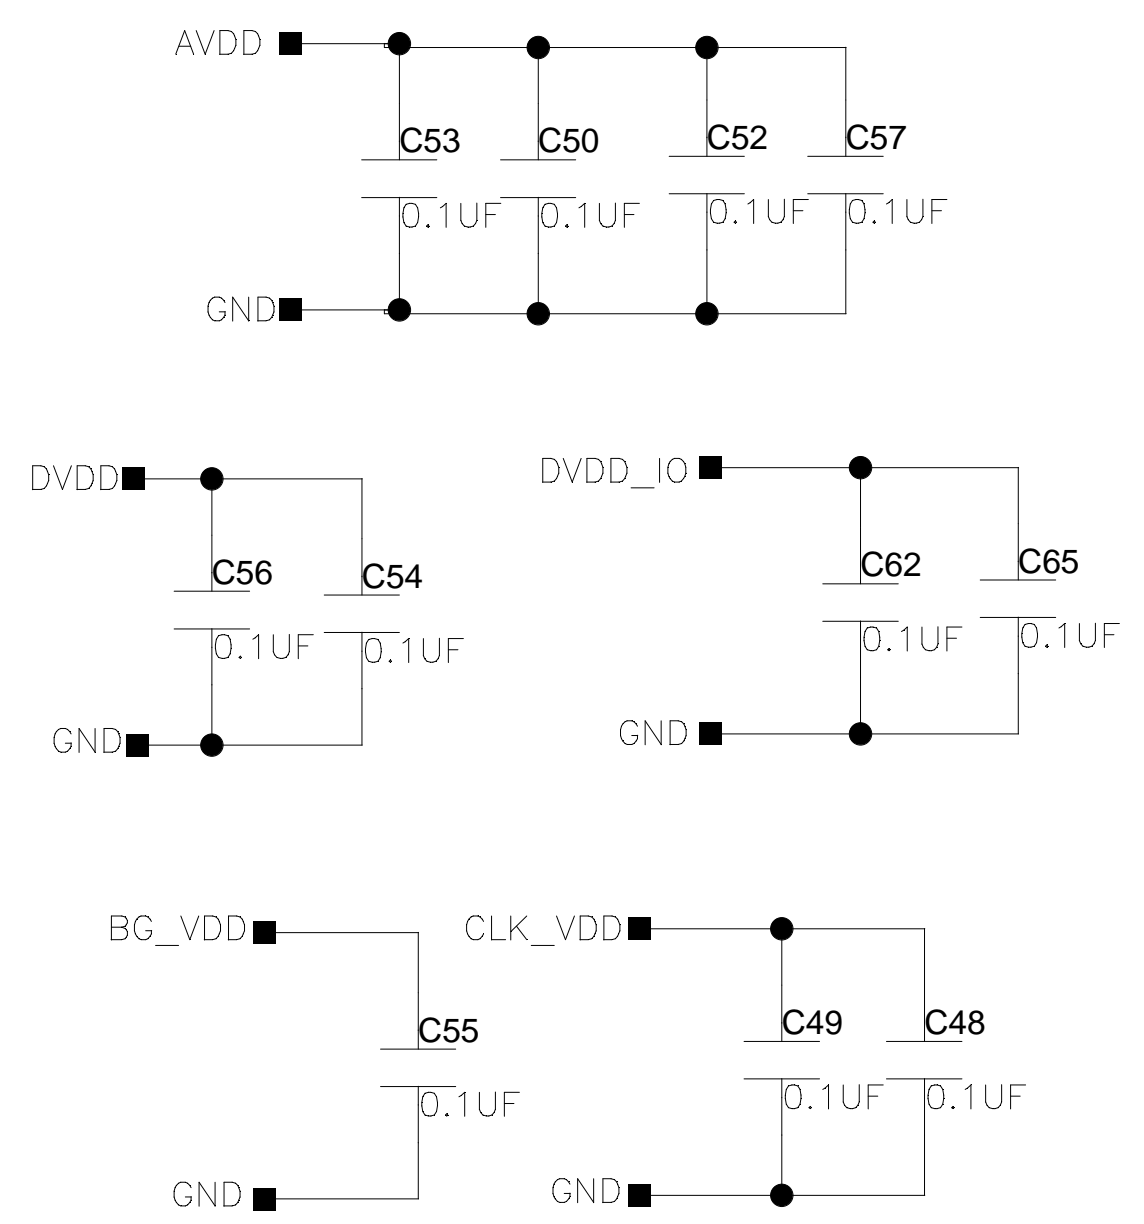 AVDD
C53 C50 C52 C57
0.1UF 0.1UF 0.1UF 0.1UF
GND
DVDD
C56 C54
0.1UF 0.1UF
GND
DVDD_IO
C62 C65
0.1UF 0.1UF
GND
BG_VDD
C55
0.1UF
GND
CLK_VDD
C49 C48
0.1UF 0.1UF
GND